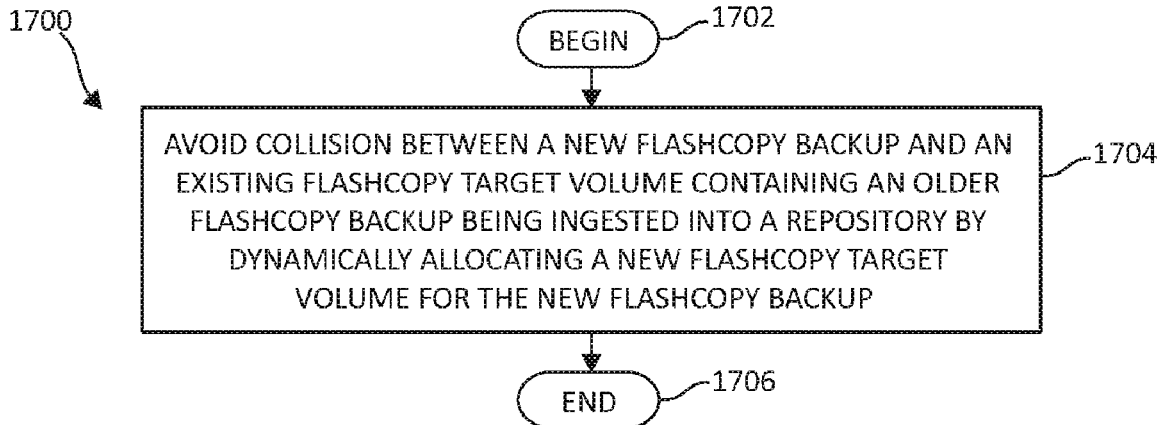 1700
BEGIN
1702
AVOID COLLISION BETWEEN A NEW FLASHCOPY BACKUP AND AN
EXISTING FLASHCOPY TARGET VOLUME CONTAINING AN OLDER
FLASHCOPY BACKUP BEING INGESTED INTO A REPOSITORY BY
DYNAMICALLY ALLOCATING A NEW FLASHCOPY TARGET
VOLUME FOR THE NEW FLASHCOPY BACKUP
1704
END
1706